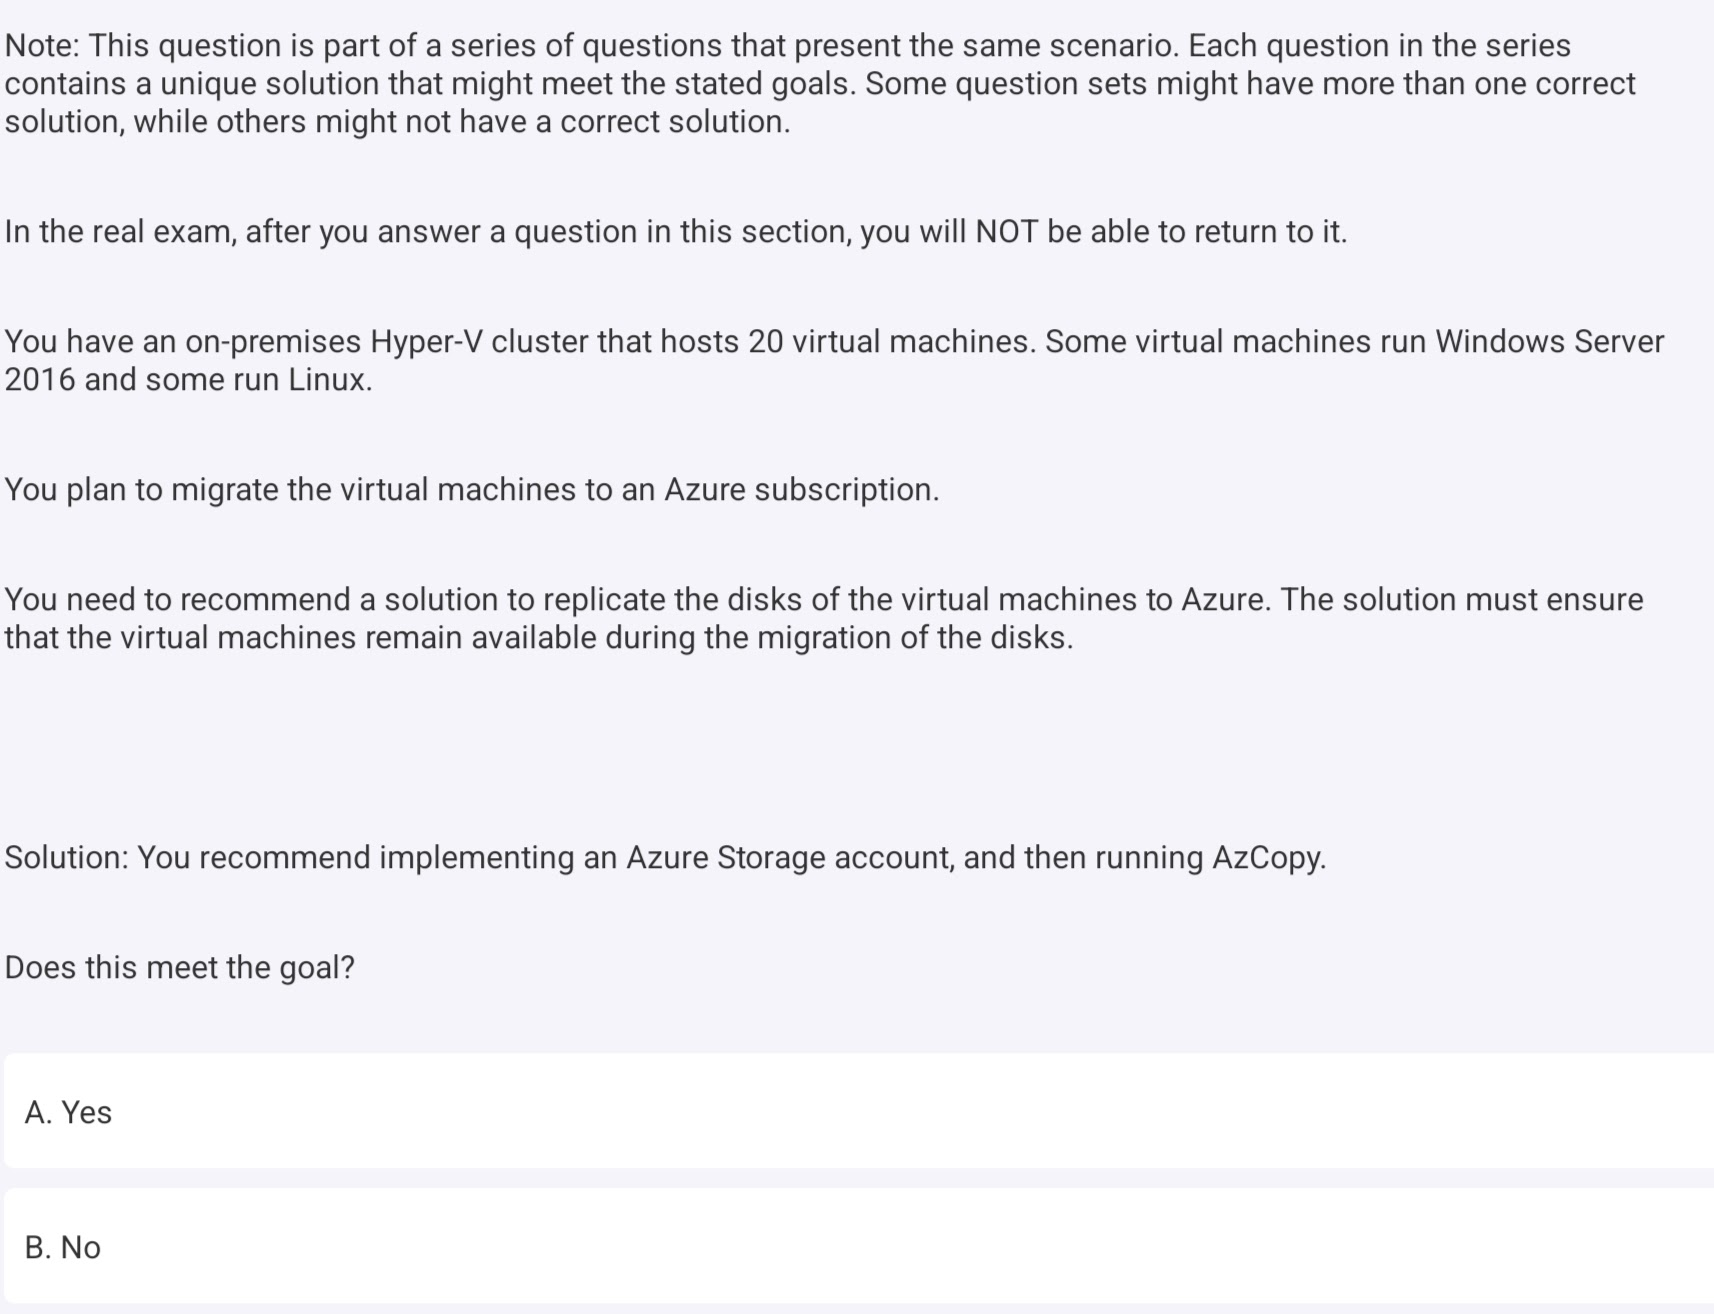 Note: This question is part of a series of questions that present the same scenario. Each question in the series
contains a unique solution that might meet the stated goals. Some question sets might have more than one correct
solution, while others might not have a correct solution.
In the real exam, after you answer a question in this section, you will NOT be able to return to it.
You have an on-premises Hyper-V cluster that hosts 20 virtual machines. Some virtual machines run Windows Server
2016 and some run Linux.
You plan to migrate the virtual machines to an Azure subscription.
You need to recommend a solution to replicate the disks of the virtual machines to Azure. The solution must ensure
that the virtual machines remain available during the migration of the disks.
Solution: You recommend implementing an Azure Storage account, and then running AzCopy.
Does this meet the goal?
A. Yes
B. No